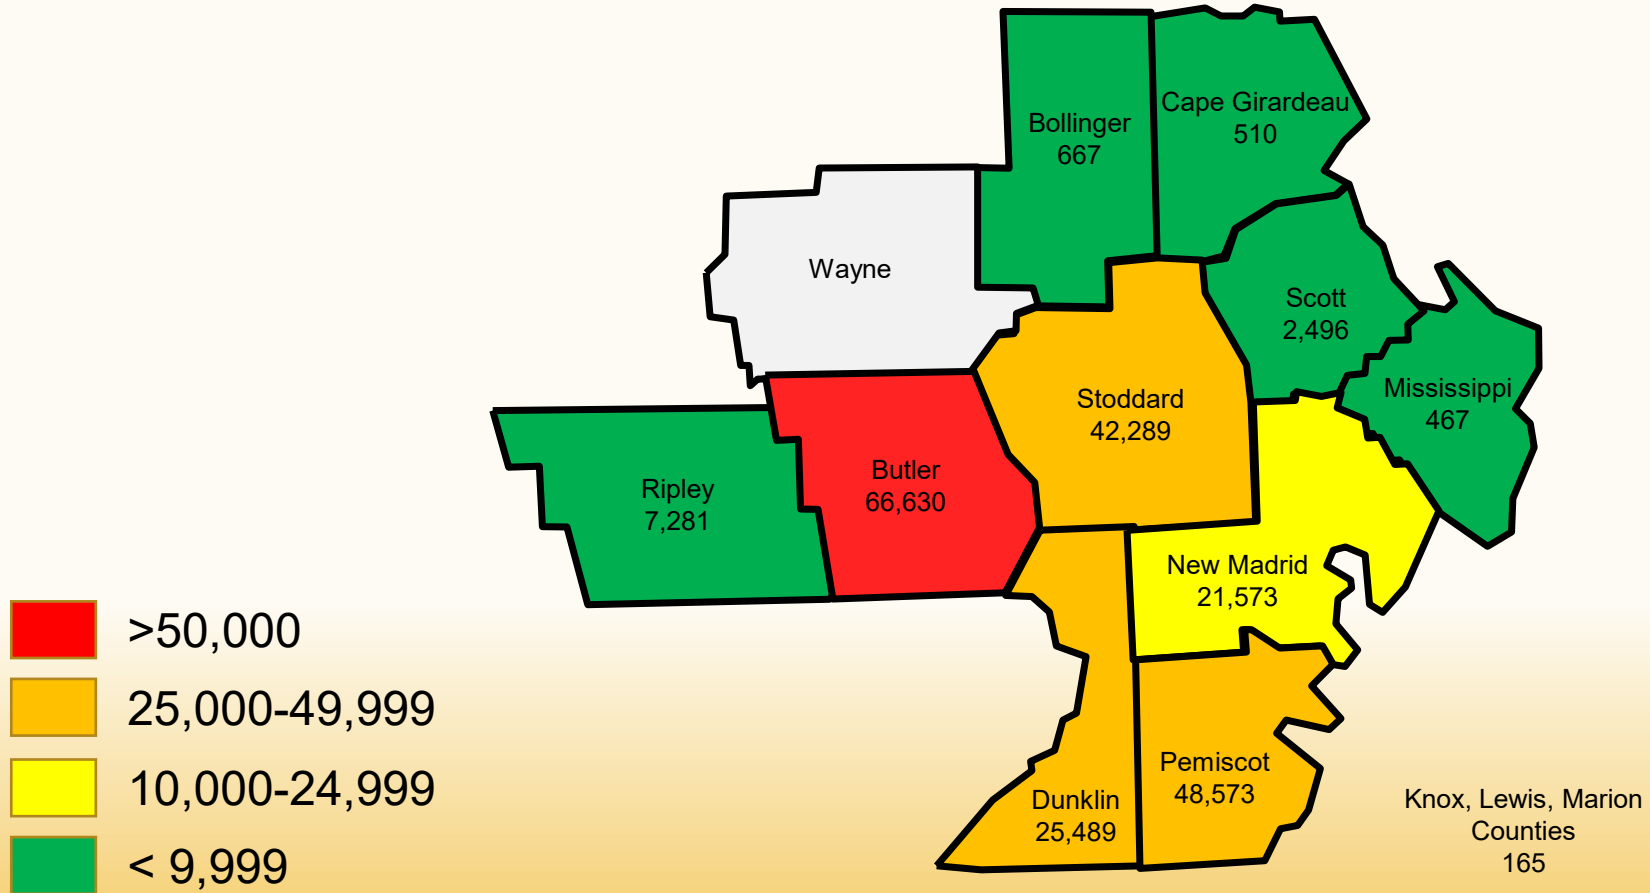 Cape Girardeau
510
Bollinger
667
Wayne
Scott
2,496
Mississippi
467
Stoddard
42,289
Butler
66,630
Ripley
7,281
New Madrid
21,573
Pemiscot
48,573
Dunklin
25,489
>50,000
25,000-49,999
10,000-24,999
< 9,999
Knox, Lewis, Marion
Counties
165